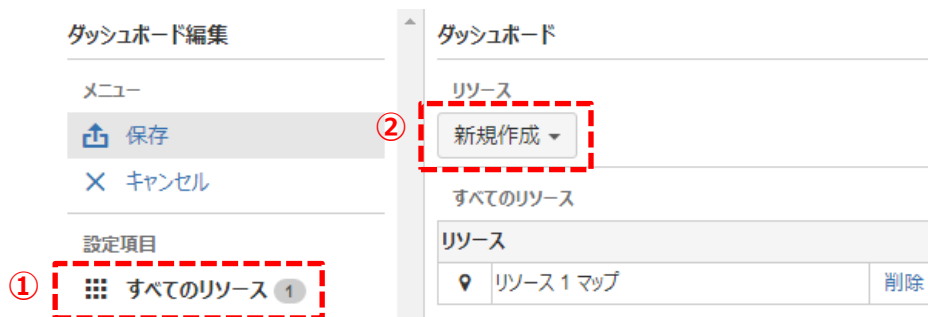 ダッシュボード編集
メニュー
保存
キャンセル
設定項目
① すべてのリソース 1
ダッシュボード
リソース
② 新規作成
すべてのリソース
リソース
リソース 1 マップ 削除